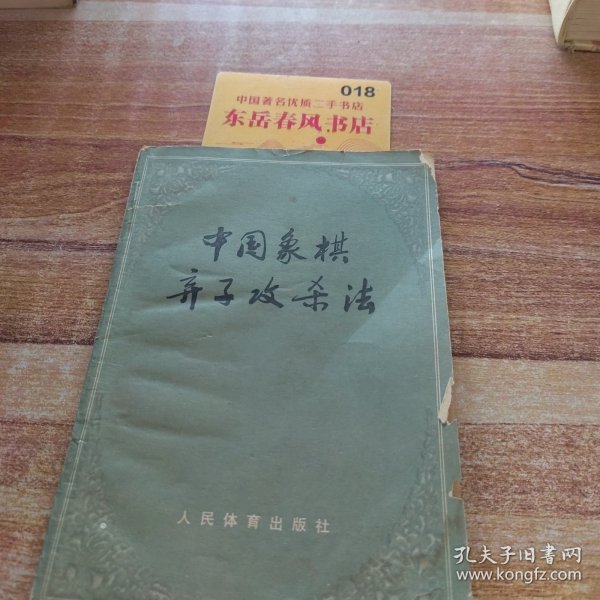 018
中国著名优质二手书店
东岳春风书店
中国象棋
弃子攻杀法
人民体育出版社
孔夫子旧书网
www.kongfz.com